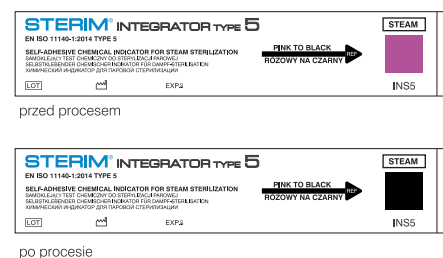 STERIM® INTEGRATOR TYPE 5
EN ISO 11140-1:2014 TYPE 5
SELF-ADHESIVE CHEMICAL INDICATOR FOR STEAM STERILIZATION
SAMOKLEJĄCY TEST CHEMICZNY DO STERYLIZACJI PAROWEJ
SELBSTKLEBENDER CHEMISCHER INDIKATOR FÜR DAMPF-STERILISATION
ХИМИЧЕСКИЙ ИНДИКАТОР ДЛЯ ПАРОВОЙ СТЕРИЛИЗАЦИИ
LOT
EXP.
PINK TO BLACK
RÓŻOWY NA CZARNY
REF
STEAM
INS5
przed procesem
STERIM® INTEGRATOR TYPE 5
EN ISO 11140-1:2014 TYPE 5
SELF-ADHESIVE CHEMICAL INDICATOR FOR STEAM STERILIZATION
SAMOKLEJĄCY TEST CHEMICZNY DO STERYLIZACJI PAROWEJ
SELBSTKLEBENDER CHEMISCHER INDIKATOR FÜR DAMPF-STERILISATION
ХИМИЧЕСКИЙ ИНДИКАТОР ДЛЯ ПАРОВОЙ СТЕРИЛИЗАЦИИ
LOT
EXP.
PINK TO BLACK
RÓŻOWY NA CZARNY
REF
STEAM
INS5
po procesie